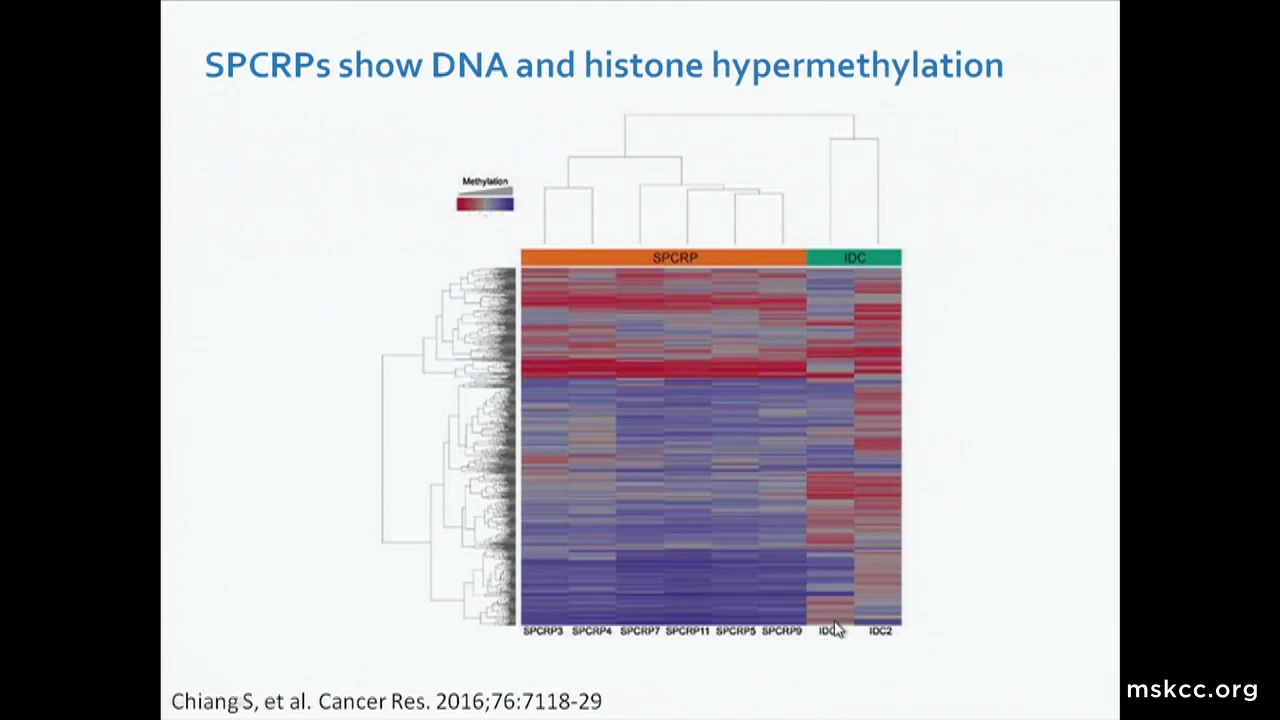 SPCRPs show DNA and histone hypermethylation
Methylation
SPCRP IDC
SPCRP3 SPCRP4 SPCRP7 SPCRP11 SPCRP5 SPCRP9 IDC2
Chiang S, et al. Cancer Res. 2016;76:7118-29
mskcc.org